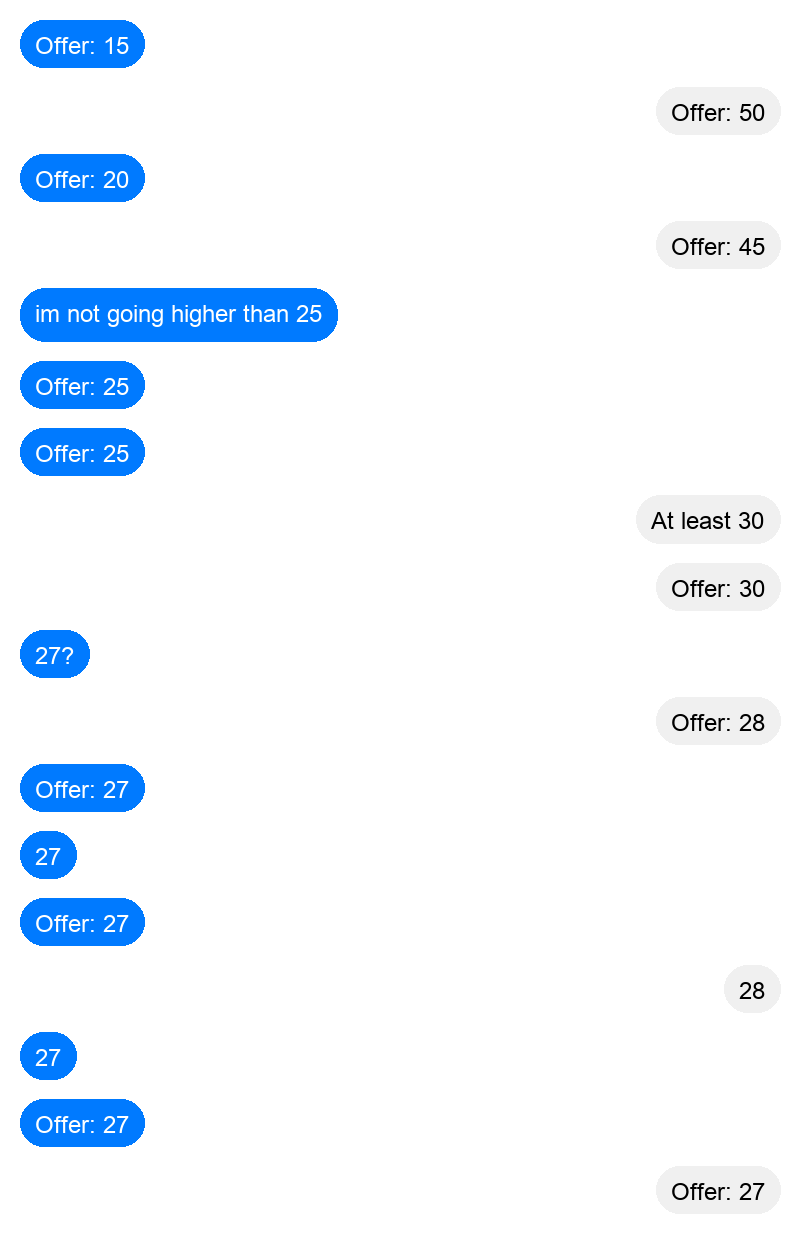 Offer: 15
Offer: 50
Offer: 20
Offer: 45
im not going higher than 25
Offer: 25
Offer: 25
At least 30
Offer: 30
27?
Offer: 28
Offer: 27
27
Offer: 27
28
27
Offer: 27
Offer: 27